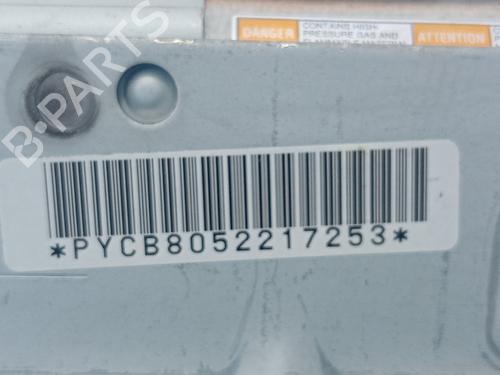 DANGER
CONTAINS HIGH-
PRESSURE GAS AND
ATTENTION
B-PARTS
*PYCB8052217253*